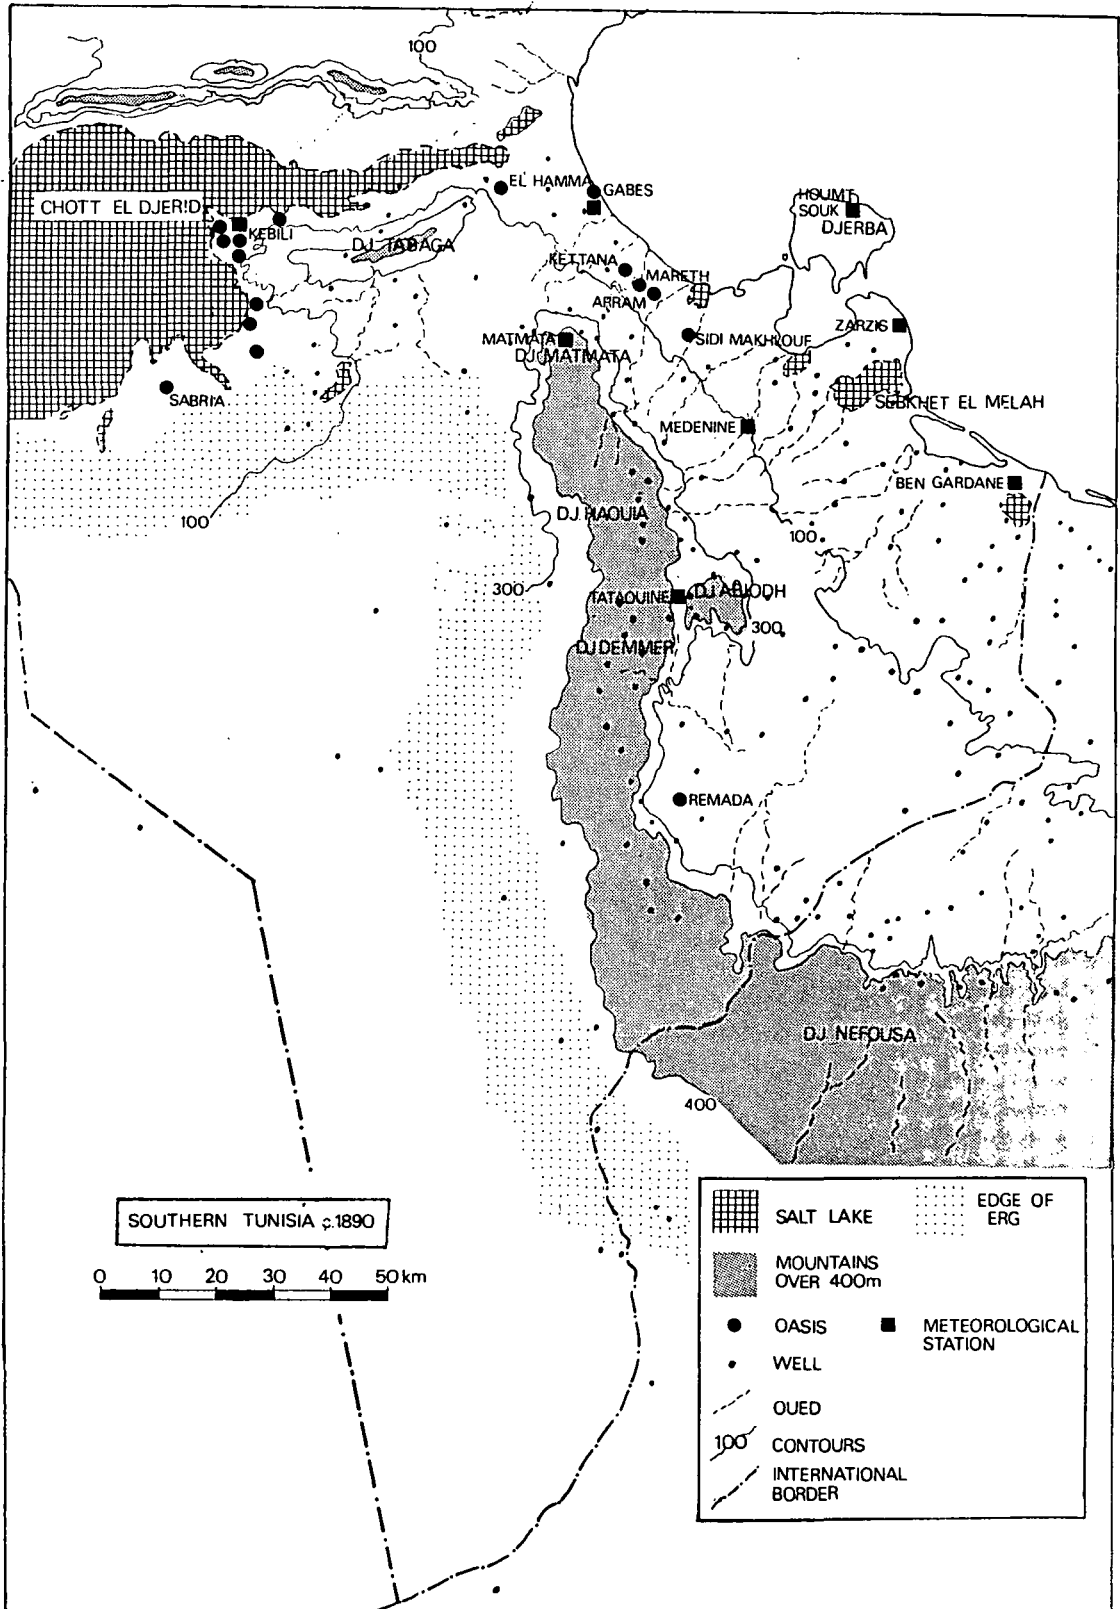 100
EL HAMMA
GABES
CHOTT EL DJERID
HOUMT
SOUK
DJERBA
KEBILI
DJ. TABAGA
KETTANA
MARETH
ARRAM
ZARZIS
MATMATA
DJ. MATMATA
SIDI MAKHLOUF
SABRIA
SEBKHET EL MELAH
MEDENINE
BEN GARDANE
100
DJ. HAOUIA
100
300
TATAOUINE
DJ. ABIODH
300
DJ. DEMMER
REMADA
DJ. NEFOUSA
400
SOUTHERN TUNISIA c.1890
0 10 20 30 40 50 km
SALT LAKE
EDGE OF
ERG
MOUNTAINS
OVER 400m
OASIS
METEOROLOGICAL
STATION
WELL
OUED
100 CONTOURS
INTERNATIONAL
BORDER